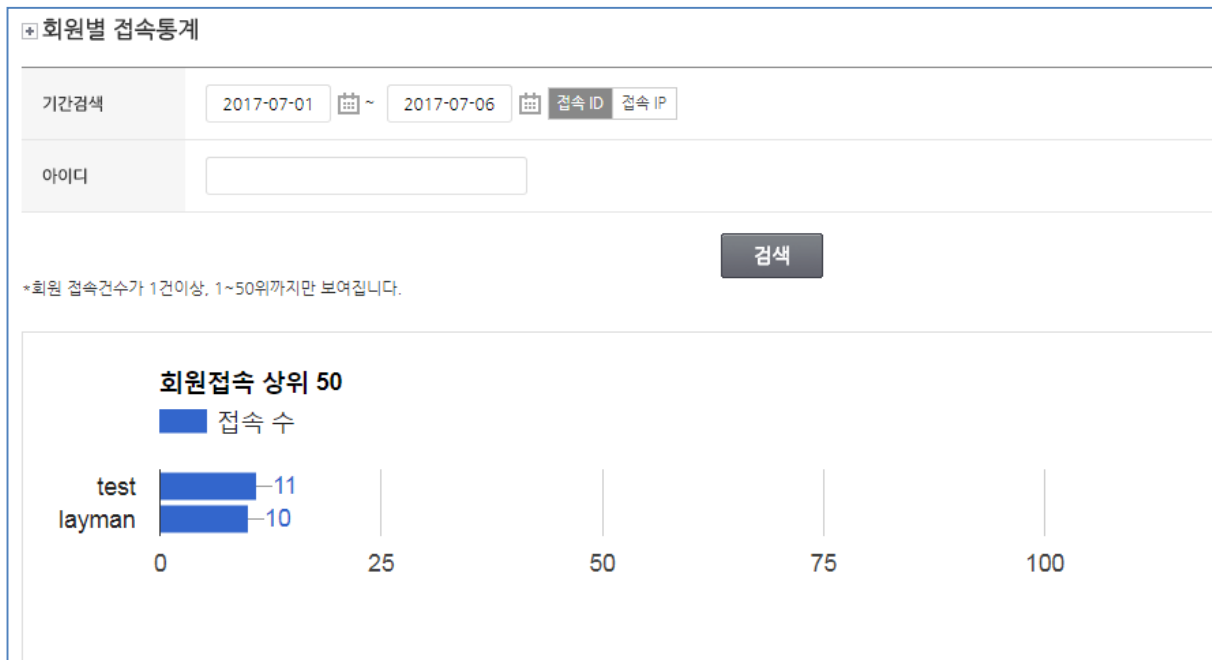 회원별 접속통계
기간검색 2017-07-01 ~ 2017-07-06 접속 ID 접속 IP
아이디
검색
*회원 접속건수가 1건이상, 1~50위까지만 보여집니다.
회원접속 상위 50
접속 수
test 11
layman 10
0 25 50 75 100